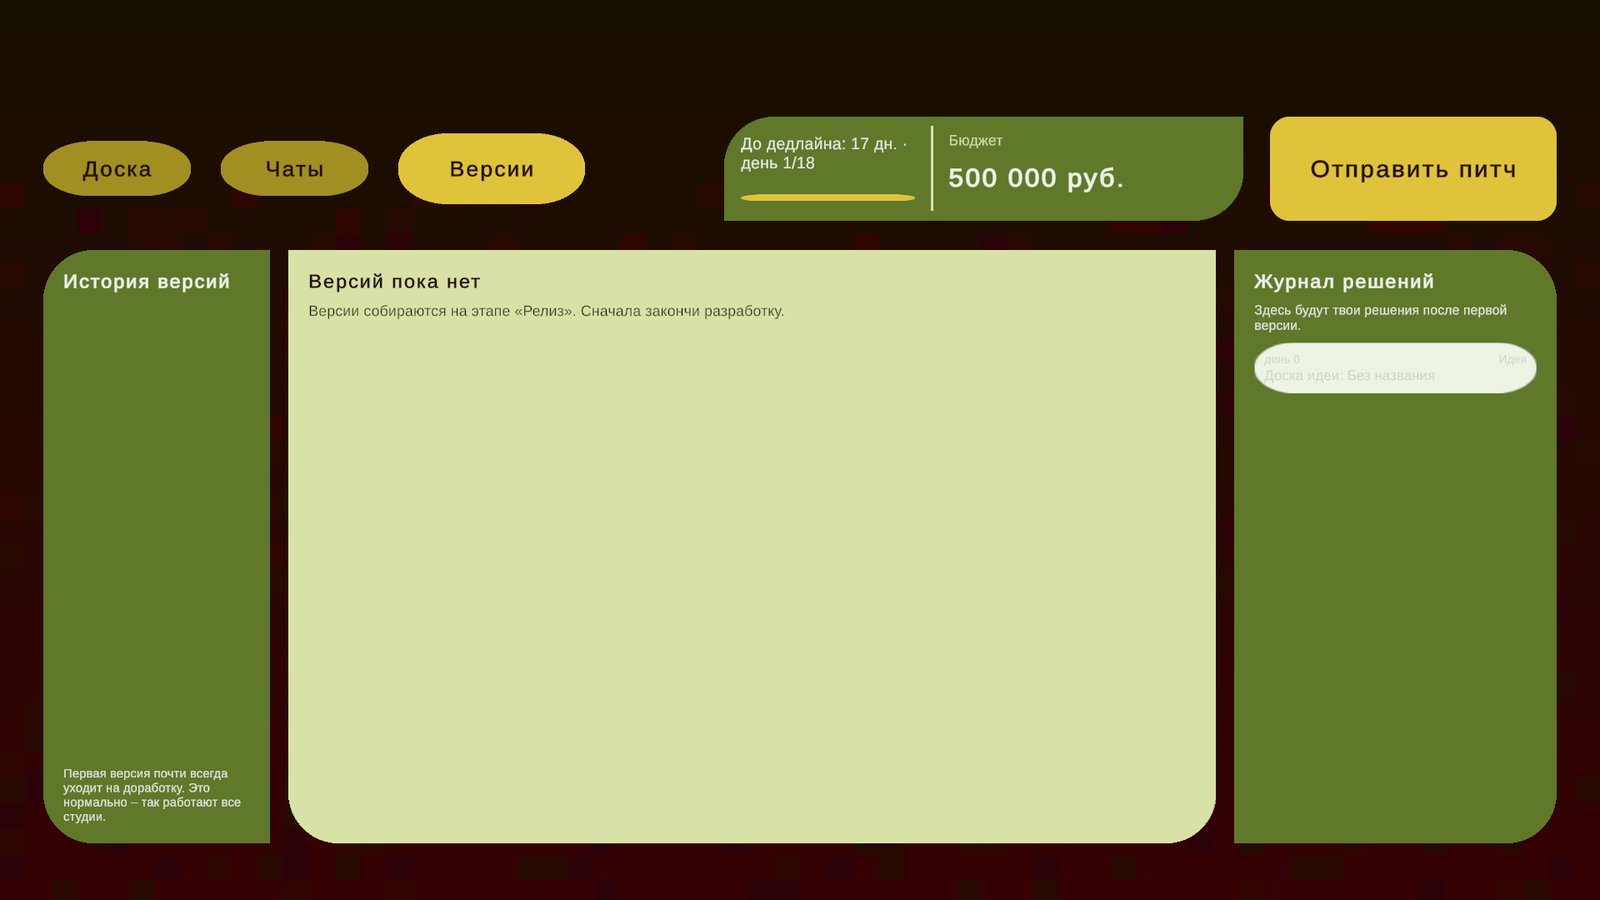 Доска
Чаты
Версии
До дедлайна: 17 дн. ·
день 1/18
Бюджет
500 000 руб.
Отправить питч
История версий
Первая версия почти всегда
уходит на доработку. Это
нормально – так работают все
студии.
Версий пока нет
Версии собираются на этапе «Релиз». Сначала закончи разработку.
Журнал решений
Здесь будут твои решения после первой
версии.
день 0
Идея
Доска идеи: Без названия